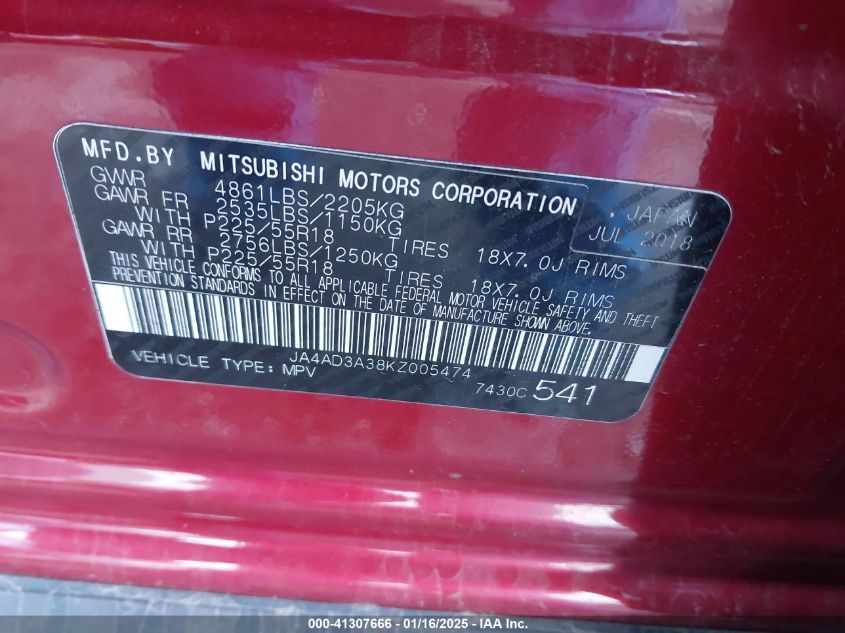 MFD.BY MITSUBISHI MOTORS CORPORATION
GWWR 4861LBS/2205KG , JAPAN
GAWR FR 2535LBS/1150KG JUL 2018
WITH P225/55R18 TIRES 18X7.0J RIMS
GAWR RR 2756LBS/1250KG
WITH P225/55R18 TIRES 18X7.0J RIMS
THIS VEHICLE CONFORMS TO ALL APPLICABLE FEDERAL MOTOR VEHICLE SAFETY AND THEFT
PREVENTION STANDARDS IN EFFECT ON THE DATE OF MANUFACTURE SHOWN ABOVE.
JA4AD3A38KZ005474
VEHICLE TYPE: MPV 7430C 541
000-41307666 - 01/16/2025 - IAA Inc.